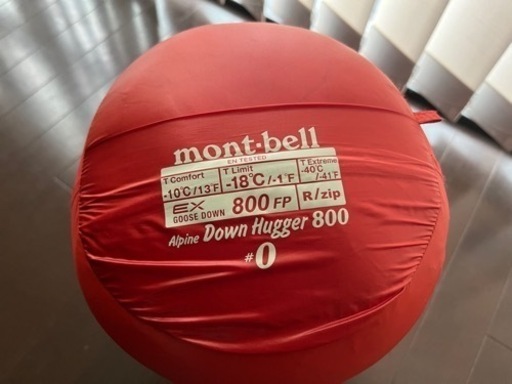 mont-bell
EN TESTED
T Comfort T Limit T Extreme
-10℃/13℉ -18℃/-1℉ -40℃/-41℉
EX GOOSE DOWN 800 FP R/zip
Alpine Down Hugger 800
#0